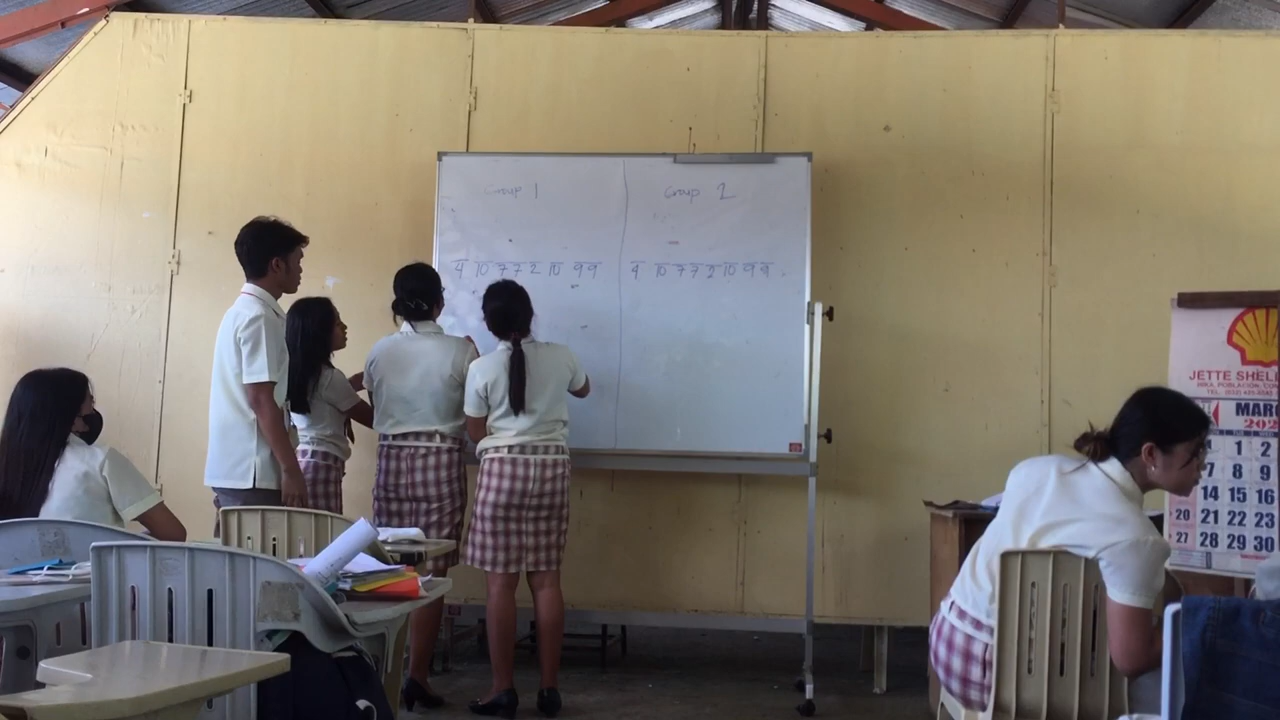 Group 1
Group 2
4 10 7 7 2 10 9 9
4 10 7 7 2 10 9 9
JETTE SHELL
MARC
202
1 2
7 8 9
14 15 16
20 21 22 23
27 28 29 30